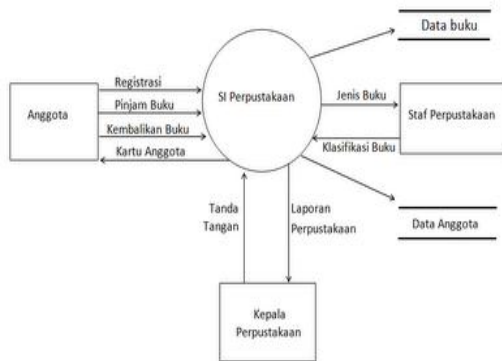 Data buku
Registrasi
SI Perpustakaan
Jenis Buku
Anggota
Pinjam Buku
Staf Perpustakaan
Kembalikan Buku
Klasifikasi Buku
Kartu Anggota
Tanda
Tangan
Laporan
Perpustakaan
Data Anggota
Kepala
Perpustakaan